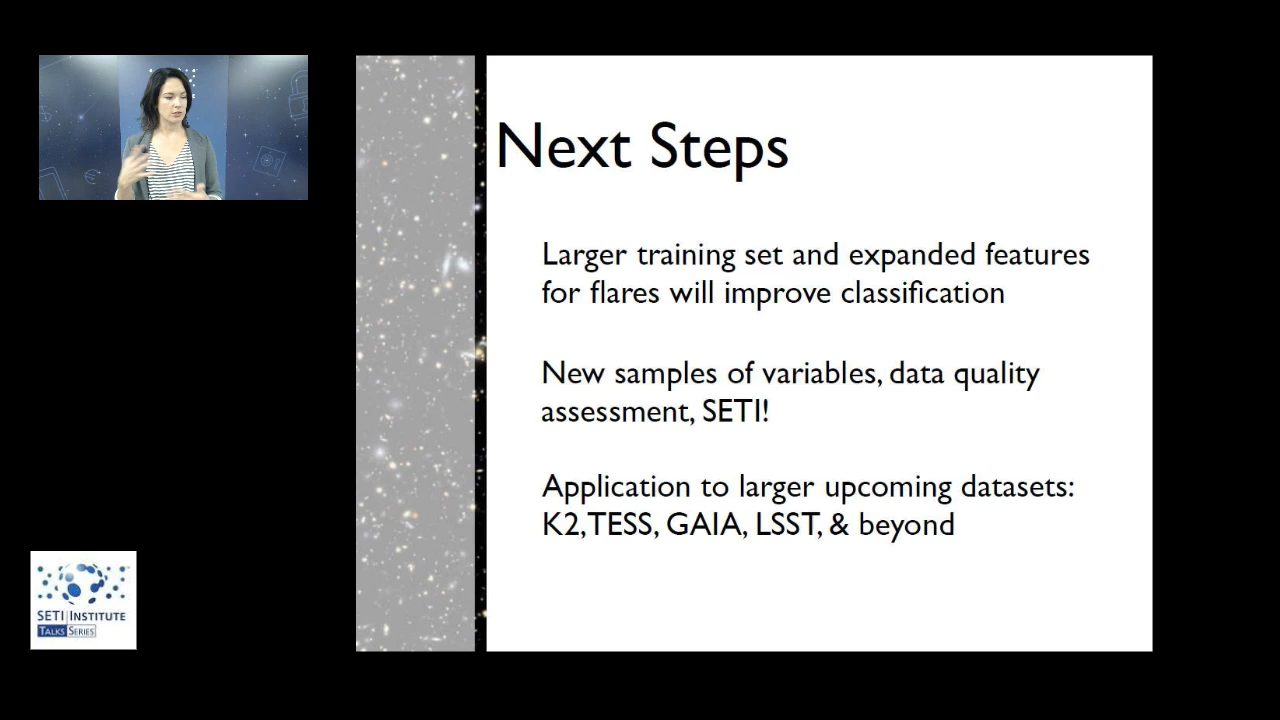 Next Steps
Larger training set and expanded features
for flares will improve classification
New samples of variables, data quality
assessment, SETI!
Application to larger upcoming datasets:
K2, TESS, GAIA, LSST, & beyond
SETI INSTITUTE
TALKS SERIES